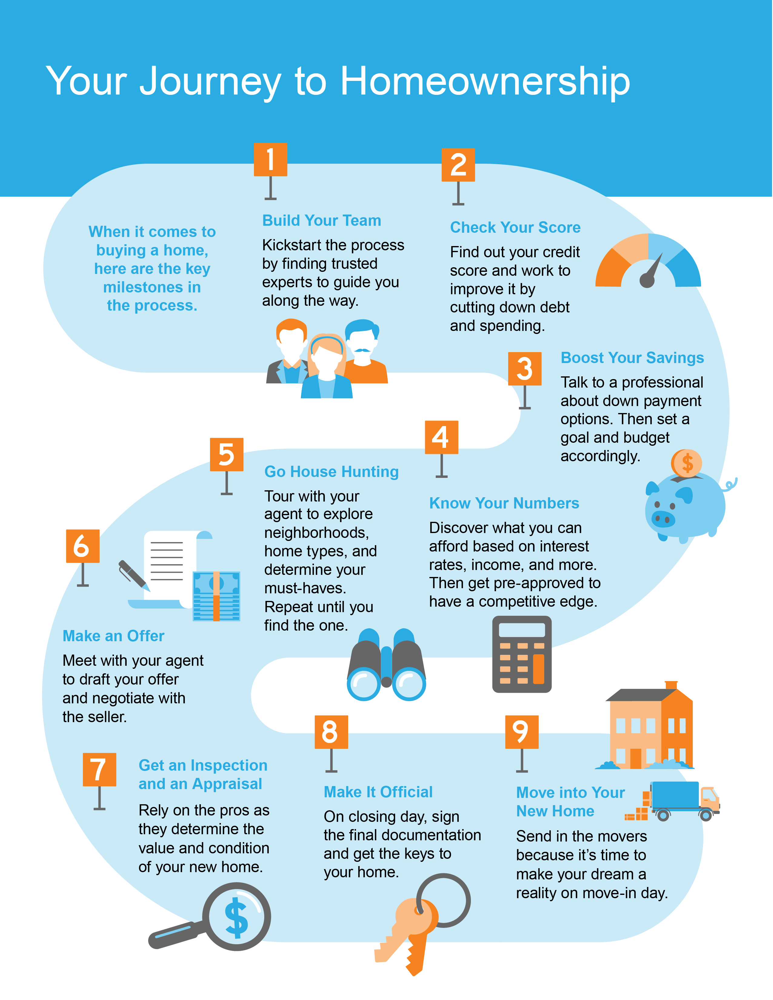 Your Journey to Homeownership
When it comes to
buying a home,
here are the key
milestones in
the process.
1
Build Your Team
Kickstart the process
by finding trusted
experts to guide you
along the way.
2
Check Your Score
Find out your credit
score and work to
improve it by
cutting down debt
and spending.
3
Boost Your Savings
Talk to a professional
about down payment
options. Then set a
goal and budget
accordingly.
$
4
Know Your Numbers
Discover what you can
afford based on interest
rates, income, and more.
Then get pre-approved to
have a competitive edge.
5
Go House Hunting
Tour with your
agent to explore
neighborhoods,
home types, and
determine your
must-haves.
Repeat until you
find the one.
6
Make an Offer
Meet with your agent
to draft your offer
and negotiate with
the seller.
7
Get an Inspection
and an Appraisal
Rely on the pros as
they determine the
value and condition
of your new home.
$
8
Make It Official
On closing day, sign
the final documentation
and get the keys to
your home.
9
Move into Your
New Home
Send in the movers
because it’s time to
make your dream a
reality on move-in day.